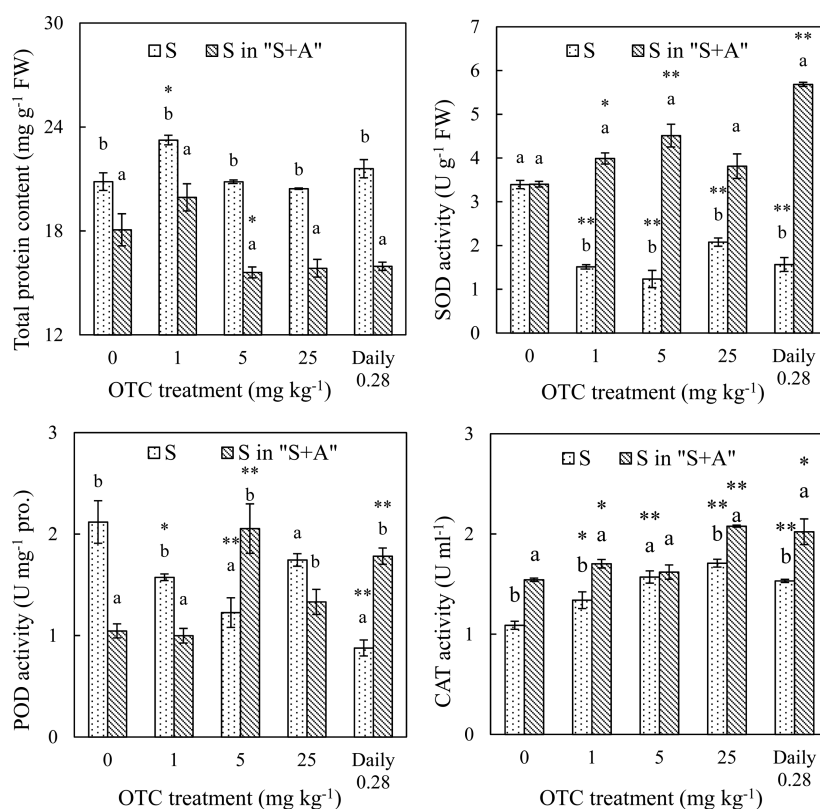 S S in "S+A"
Total protein content (mg g⁻¹ FW)
30
24
18
12
b
a
*
b
a
b
*
a
b
a
b
a
0 1 5 25 Daily
0.28
OTC treatment (mg kg⁻¹)
S S in "S+A"
SOD activity (U g⁻¹ FW)
7
6
5
4
3
2
1
0
a
a
**
b
*
a
**
b
**
a
**
b
a
**
b
**
a
0 1 5 25 Daily
0.28
OTC treatment (mg kg⁻¹)
S S in "S+A"
POD activity (U mg⁻¹ pro.)
3
2
1
0
b
a
*
b
a
**
a
**
b
a
b
**
a
**
b
0 1 5 25 Daily
0.28
OTC treatment (mg kg⁻¹)
S S in "S+A"
CAT activity (U ml⁻¹)
3
2
1
0
b
a
*
b
*
a
**
a
a
**
b
**
a
**
b
*
a
0 1 5 25 Daily
0.28
OTC treatment (mg kg⁻¹)